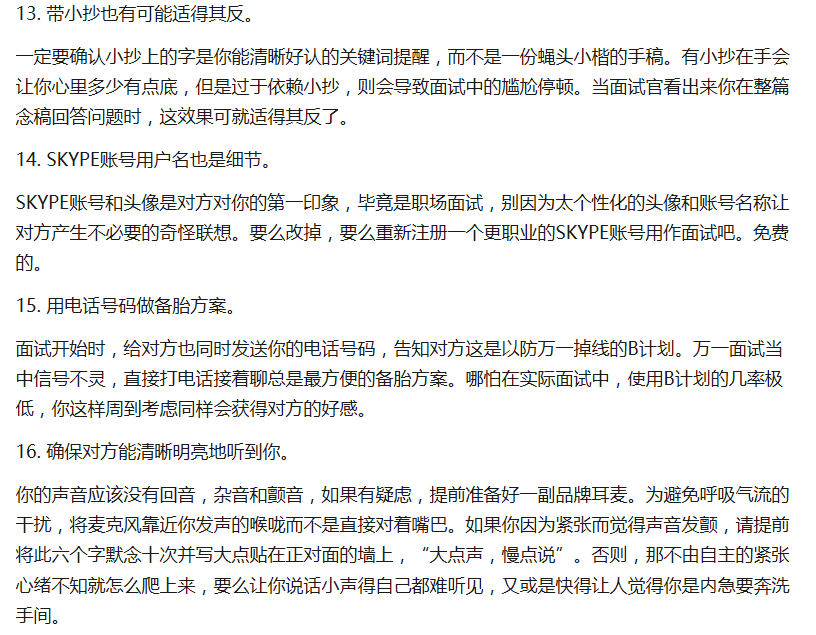 13. 带小抄也有可能适得其反。
一定要确认小抄上的字是你能清晰好认的关键词提醒，而不是一份蝇头小楷的手稿。有小抄在手会
让你心里多少有点底，但是过于依赖小抄，则会导致面试中的尴尬停顿。当面试官看出来你在整篇
念稿回答问题时，这效果可就适得其反了。
14. SKYPE账号用户名也是细节。
SKYPE账号和头像是对方对你的第一印象，毕竟是职场面试，别因为太个性化的头像和账号名称让
对方产生不必要的奇怪联想。要么改掉，要么重新注册一个更职业的SKYPE账号用作面试吧。免费
的。
15. 用电话号码做备胎方案。
面试开始时，给对方也同时发送你的电话号码，告知对方这是以防万一掉线的B计划。万一面试当
中信号不灵，直接打电话接着聊总是最方便的备胎方案。哪怕在实际面试中，使用B计划的几率极
低，你这样周到考虑同样会获得对方的好感。
16. 确保对方能清晰明亮地听到你。
你的声音应该没有回音，杂音和颤音，如果有疑虑，提前准备好一副品牌耳麦。为避免呼吸气流的
干扰，将麦克风靠近你发声的喉咙而不是直接对着嘴巴。如果你因为紧张而觉得声音发颤，请提前
将此六个字默念十次并写大点贴在正对面的墙上，“大点声，慢点说”。否则，那不由自主的紧张
心绪不知就怎么爬上来，要么让你说话小声得自己都难听见，又或是快得让人觉得你是内急要奔洗
手间。